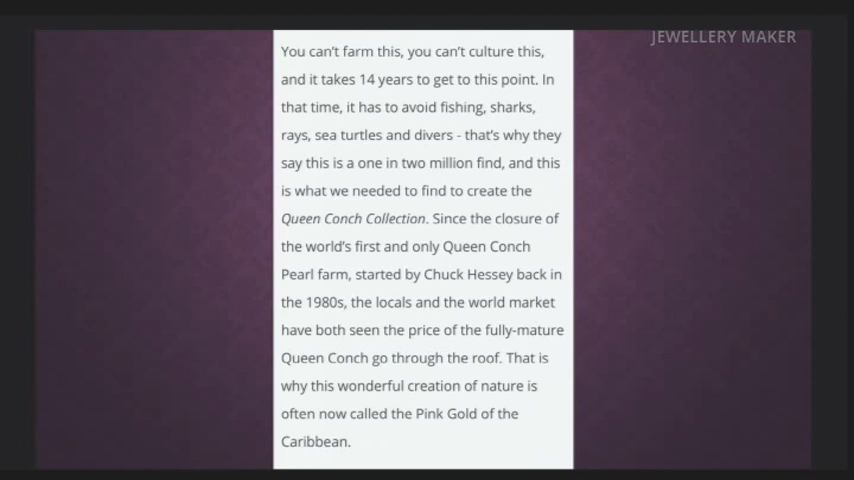 JEWELLERY MAKER
You can't farm this, you can't culture this,
and it takes 14 years to get to this point. In
that time, it has to avoid fishing, sharks,
rays, sea turtles and divers - that's why they
say this is a one in two million find, and this
is what we needed to find to create the
Queen Conch Collection. Since the closure of
the world's first and only Queen Conch
Pearl farm, started by Chuck Hessey back in
the 1980s, the locals and the world market
have both seen the price of the fully-mature
Queen Conch go through the roof. That is
why this wonderful creation of nature is
often now called the Pink Gold of the
Caribbean.